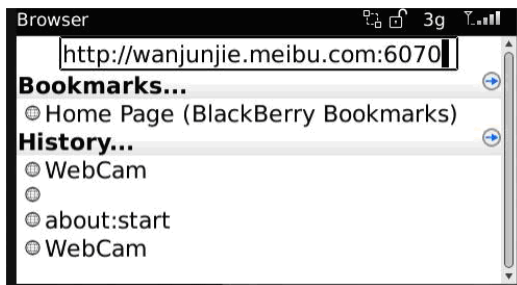 Browser 3g
http://wanjunjie.meibu.com:6070
Bookmarks...
Home Page (BlackBerry Bookmarks)
History...
WebCam
about:start
WebCam